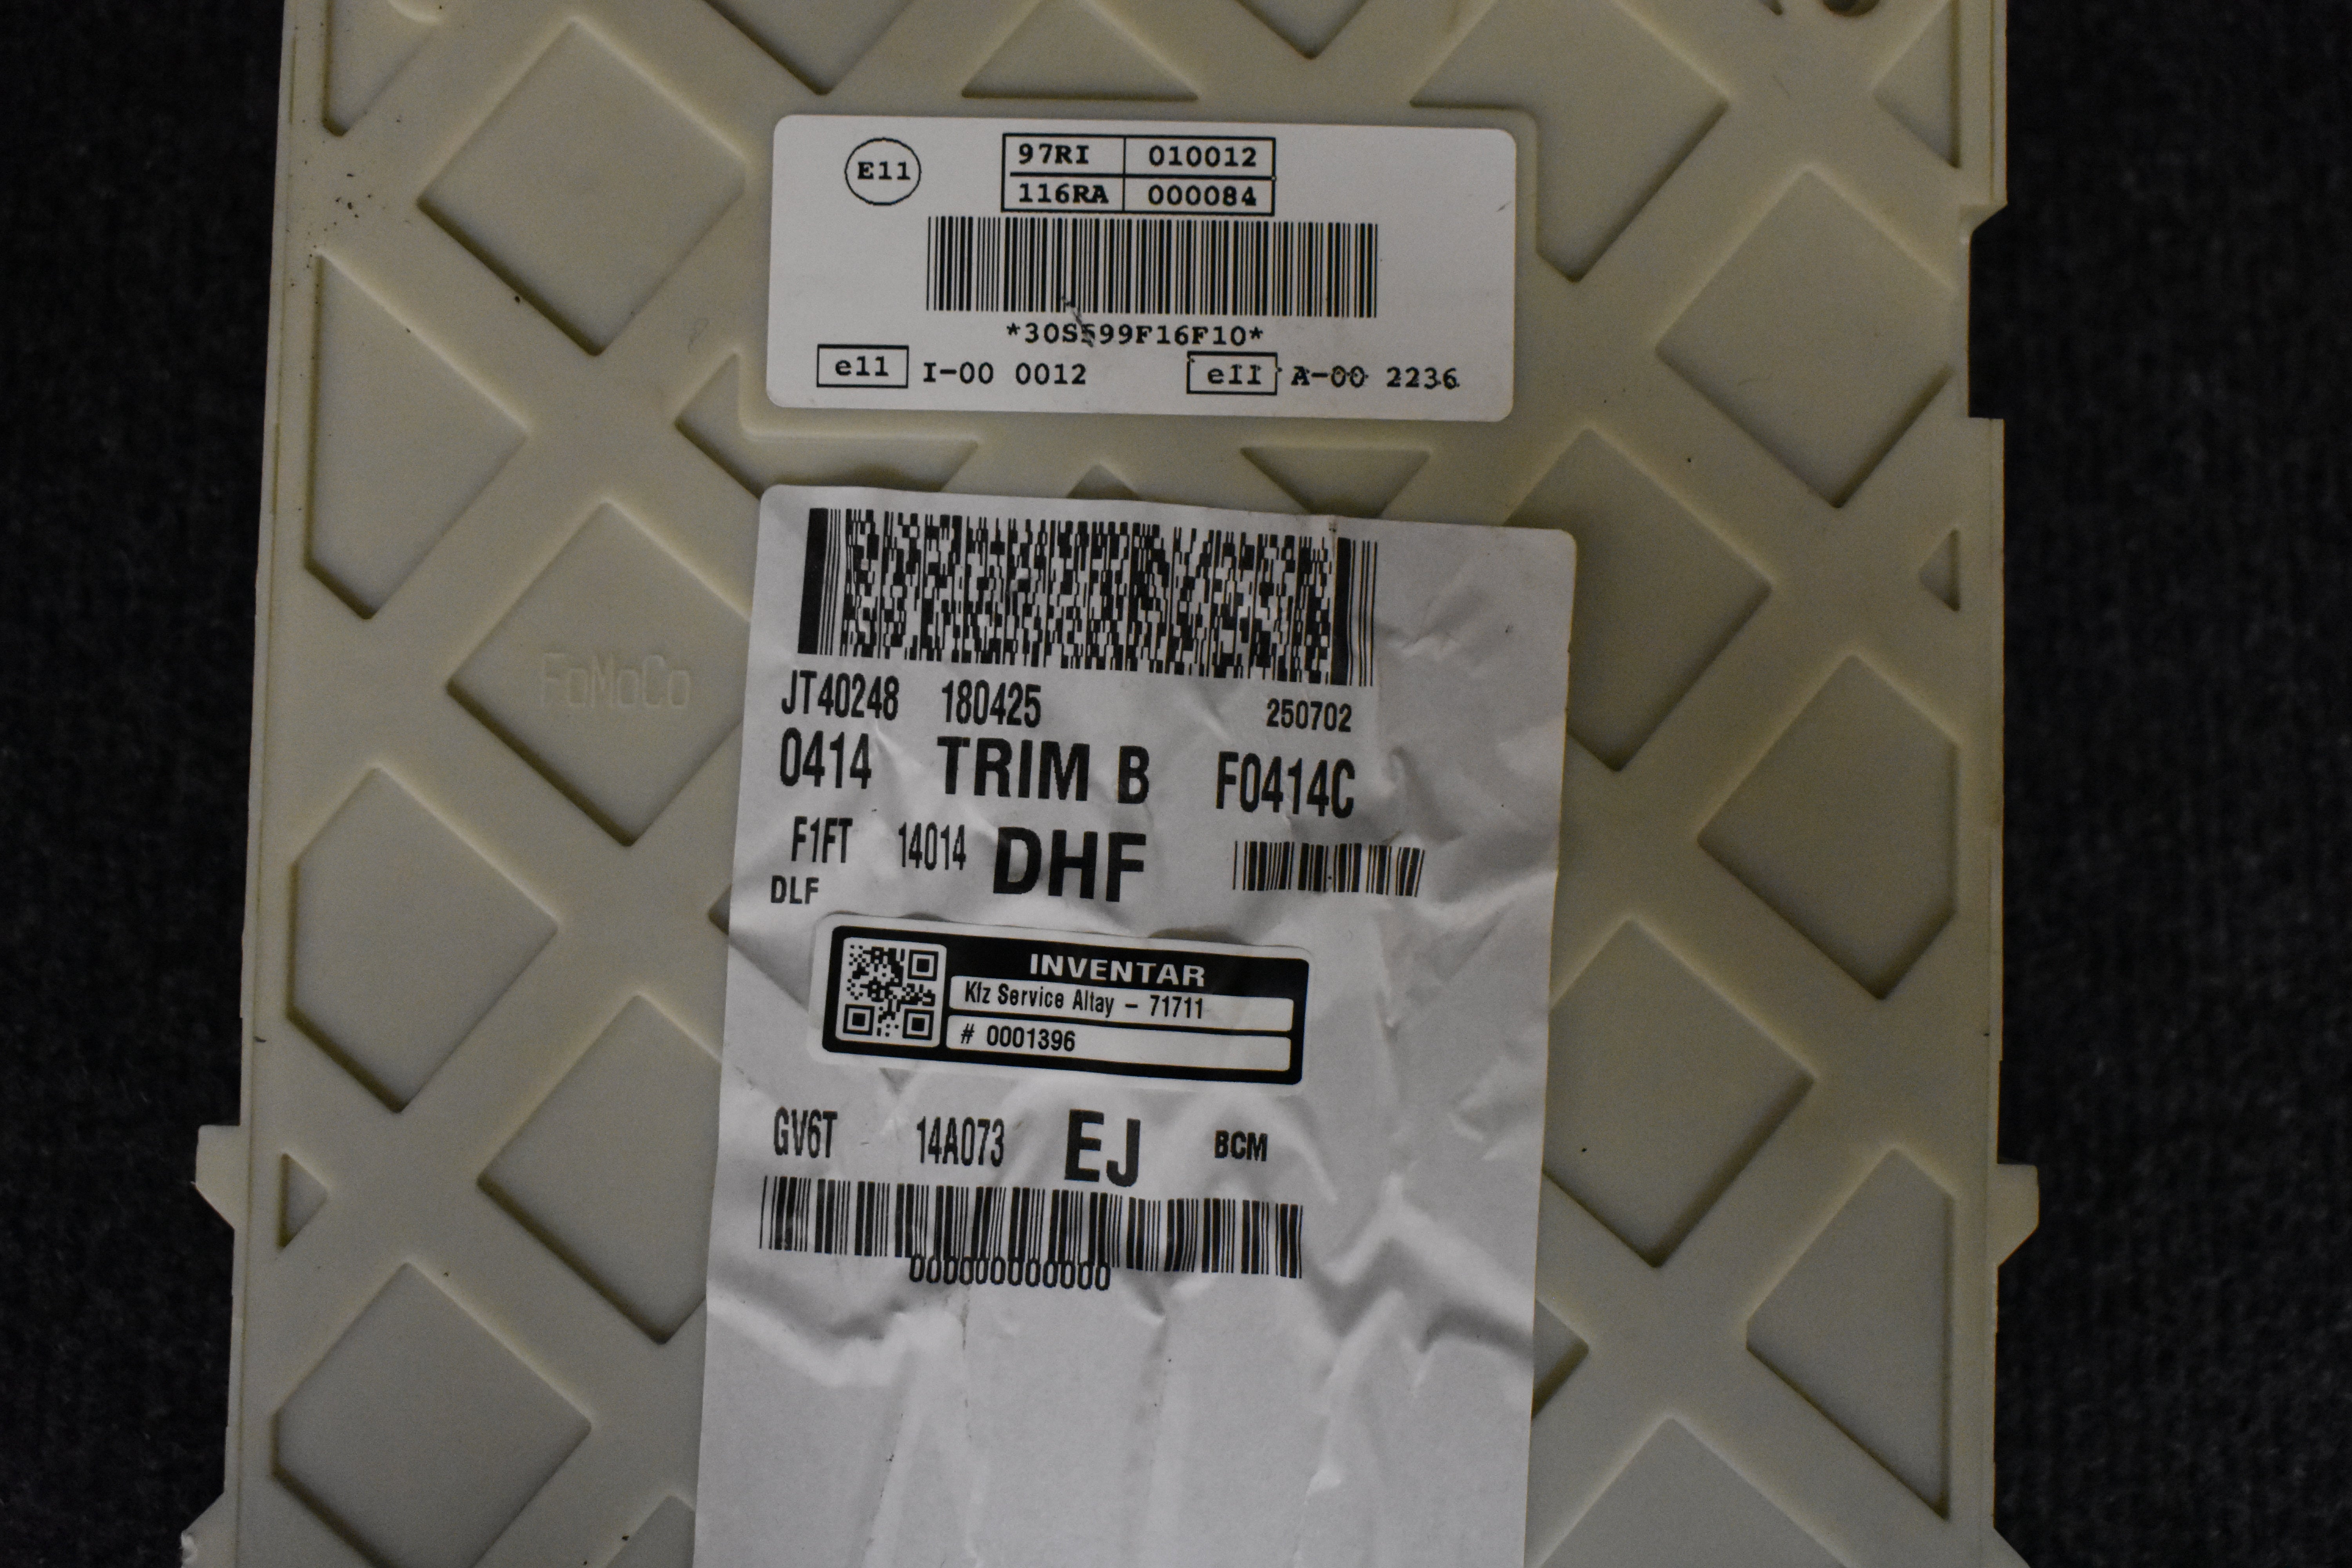 E11
97RI 010012
116RA 000084
*30S599F16F10*
e11 I-00 0012 e11 A-00 2236
FoMoCo
JT40248 180425 250702
0414 TRIM B F0414C
F1FT 14014 DHF
DLF
INVENTAR
Kfz Service Altay - 71711
# 0001396
GV6T 14A073 EJ BCM
000000000000